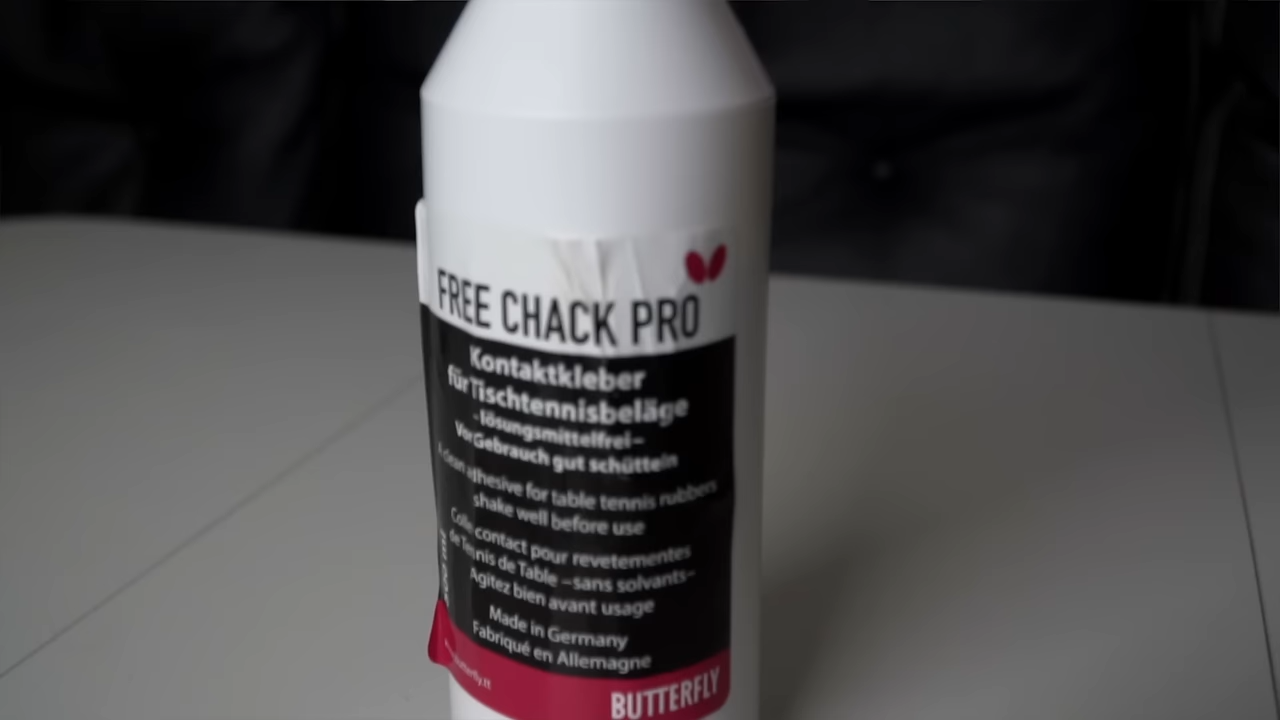 FREE CHACK PRO
Kontaktkleber
für Tischtennisbeläge
-lösungsmittelfrei-
Vor Gebrauch gut schütteln
A clean adhesive for table tennis rubbers
shake well before use
Colle contact pour revetementes
de Tennis de Table -sans solvants-
Agitez bien avant usage
Made in Germany
Fabriqué en Allemagne
BUTTERFLY